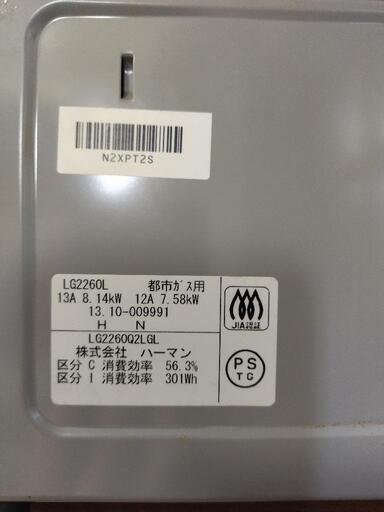 N2XPT2S
LG2260L 都市ガス用
13A 8.14kW 12A 7.58kW
13.10-009991
H N
LG2260Q2LGL
株式会社 ハーマン
区分 C 消費効率 56.3%
区分 I 消費効率 301Wh
JIA認証
PS
TG